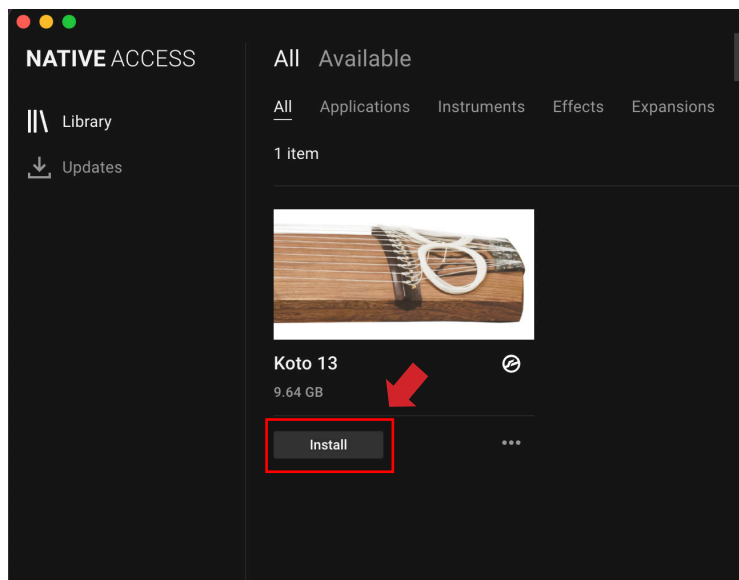 NATIVE ACCESS
Library
Updates
All Available
All Applications Instruments Effects Expansions
1 item
Koto 13
9.64 GB
Install